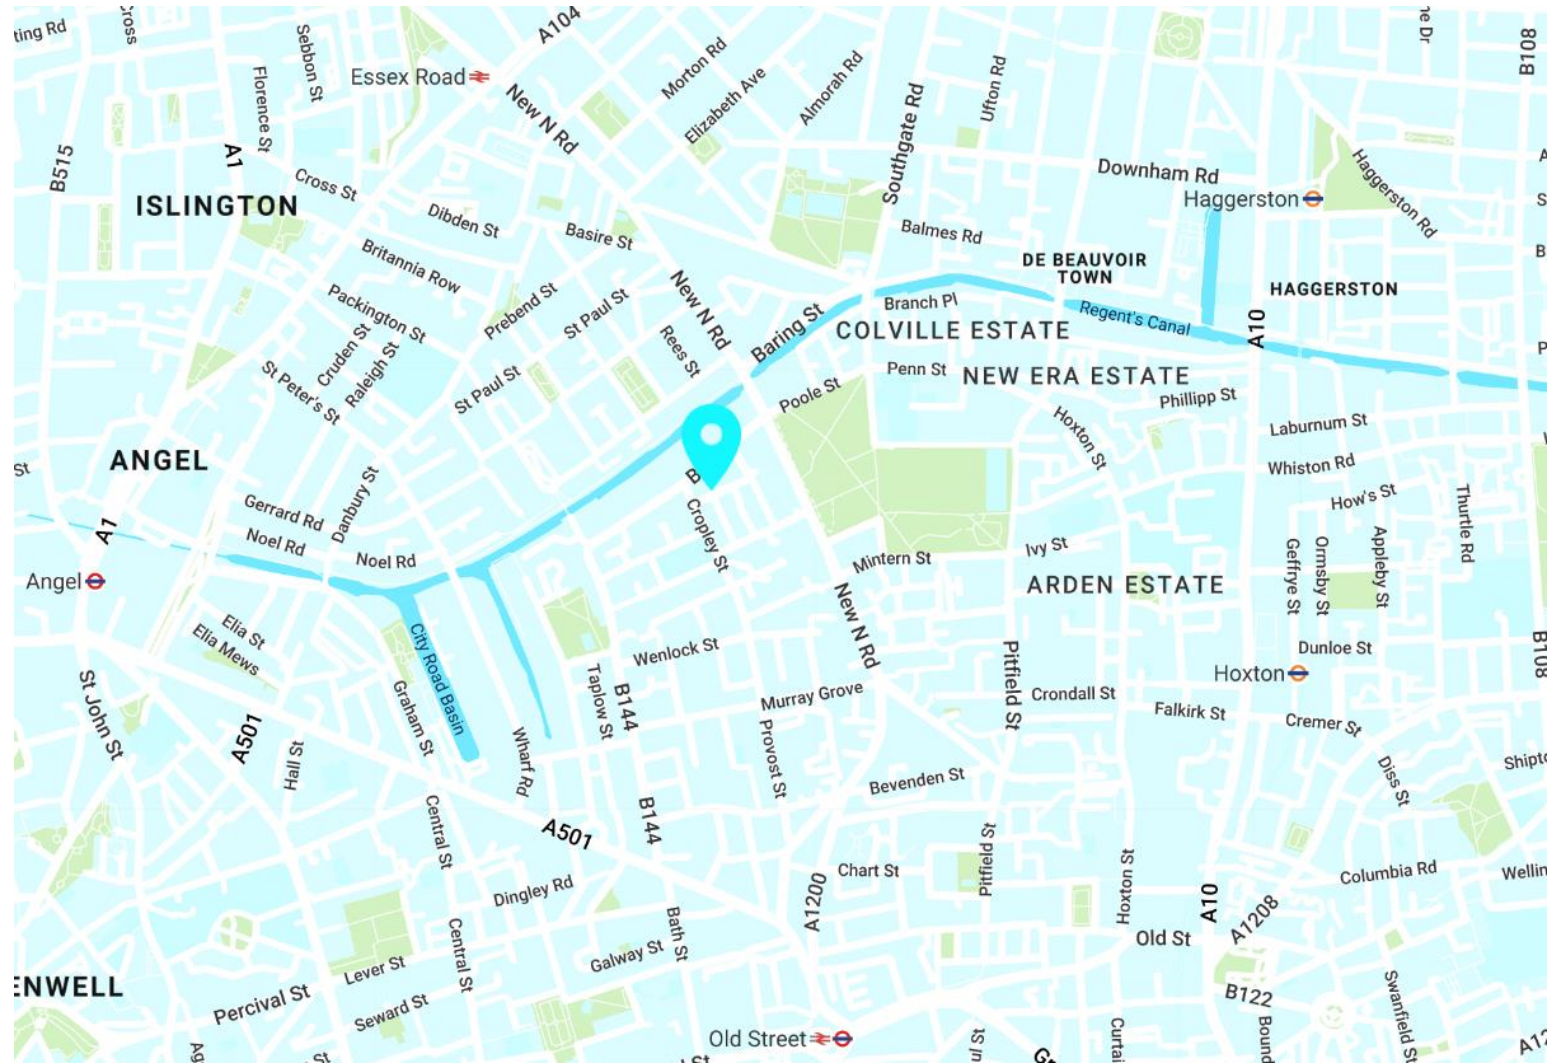 ting Rd
Cross
Sebbon St
A104
Essex Road
Morton Rd
Elizabeth Ave
Almorah Rd
Ufton Rd
Southgate Rd
ne Dr
B108
Florence St
New N Rd
B515
A1
Cross St
Downham Rd
Haggerston
Haggerston Rd
ISLINGTON
Dibden St
Basire St
Balmes Rd
Britannia Row
DE BEAUVOIR
TOWN
HAGGERSTON
New N Rd
Packington St
Prebend St
St Paul St
Branch Pl
Regent's Canal
A10
Cruden St
Raleigh St
Rees St
Baring St
COLVILLE ESTATE
St Peter's St
St Paul St
Poole St
Penn St
NEW ERA ESTATE
Phillipp St
Hoxton St
Laburnum St
ANGEL
St
B
Whiston Rd
How's St
Thurtle Rd
Gerrard Rd
Danbury St
Cropley St
A1
Noel Rd
Noel Rd
Mintern St
Ivy St
Geffrye St
Ormsby St
Appleby St
Angel
ARDEN ESTATE
New N Rd
Elia St
Elia Mews
City Road Basin
Wenlock St
Pitfield St
Dunloe St
B108
Hoxton
St John St
Graham St
Taplow St
B144
Murray Grove
Crondall St
Falkirk St
Cremer St
A501
Hall St
Wharf Rd
Provost St
Bevenden St
Diss St
Shipto
Central St
A501
B144
Chart St
Pitfield St
Hoxton St
Columbia Rd
Wellin
Dingley Rd
A1200
A10
A1208
Central St
Bath St
Old St
Galway St
Lever St
ENWELL
Percival St
Seward St
B122
Swanfield St
Old Street
Curtai
Bound
A12